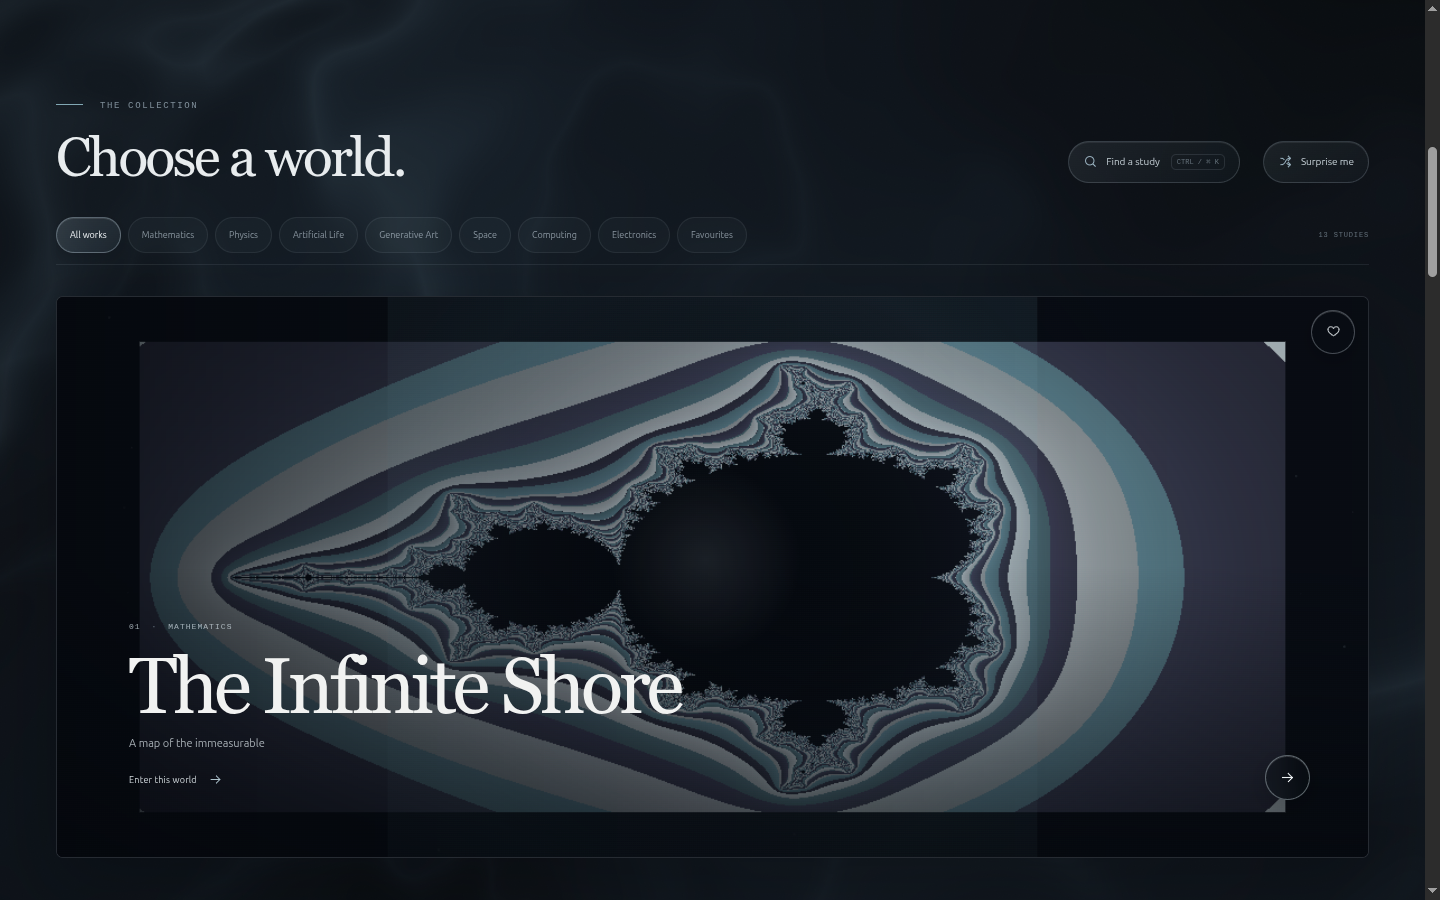 THE COLLECTION
Choose a world.
Find a study CTRL / ⌘ K
Surprise me
All works Mathematics Physics Artificial Life Generative Art Space Computing Electronics Favourites
13 STUDIES
01 · MATHEMATICS
The Infinite Shore
A map of the immeasurable
Enter this world →